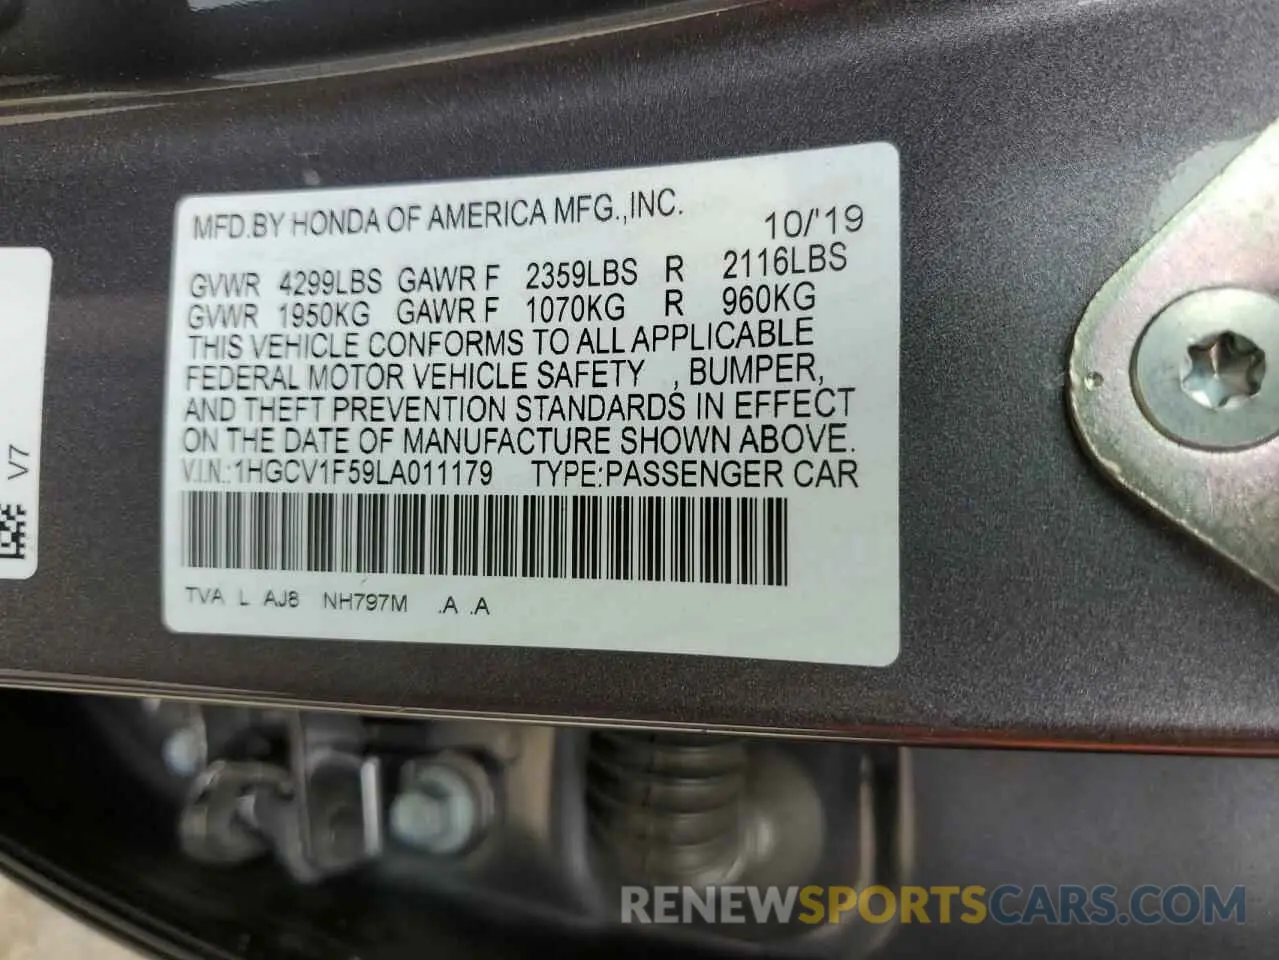 MFD.BY HONDA OF AMERICA MFG.,INC. 10/'19
GVWR 4299LBS GAWR F 2359LBS R 2116LBS
GVWR 1950KG GAWR F 1070KG R 960KG
THIS VEHICLE CONFORMS TO ALL APPLICABLE
FEDERAL MOTOR VEHICLE SAFETY , BUMPER,
AND THEFT PREVENTION STANDARDS IN EFFECT
ON THE DATE OF MANUFACTURE SHOWN ABOVE.
V.I.N.:1HGCV1F59LA011179 TYPE:PASSENGER CAR
TVA L AJ8 NH797M .A .A
V7
RENEWSPORTSCARS.COM